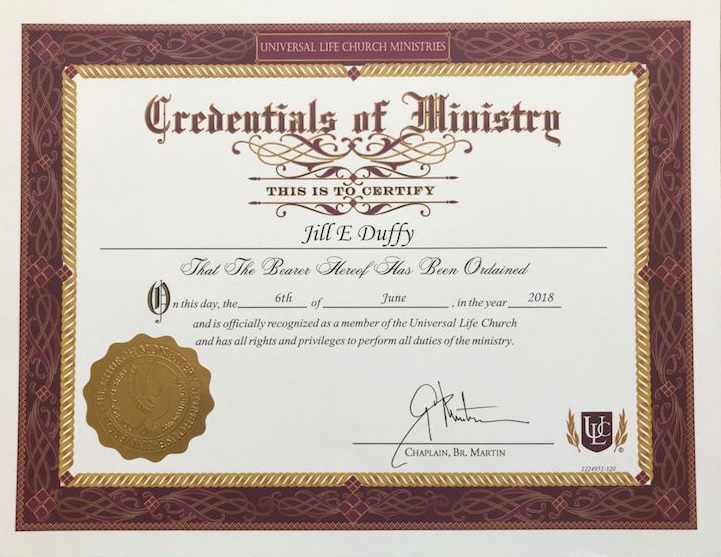 UNIVERSAL LIFE CHURCH MINISTRIES
Credentials of Ministry
THIS IS TO CERTIFY
Jill E Duffy
That The Bearer Hereof Has Been Ordained
On this day, the 6th of June, in the year 2018
and is officially recognized as a member of the Universal Life Church
and has all rights and privileges to perform all duties of the ministry.
CHAPLAIN, BR. MARTIN
ULC
®
1224951-320